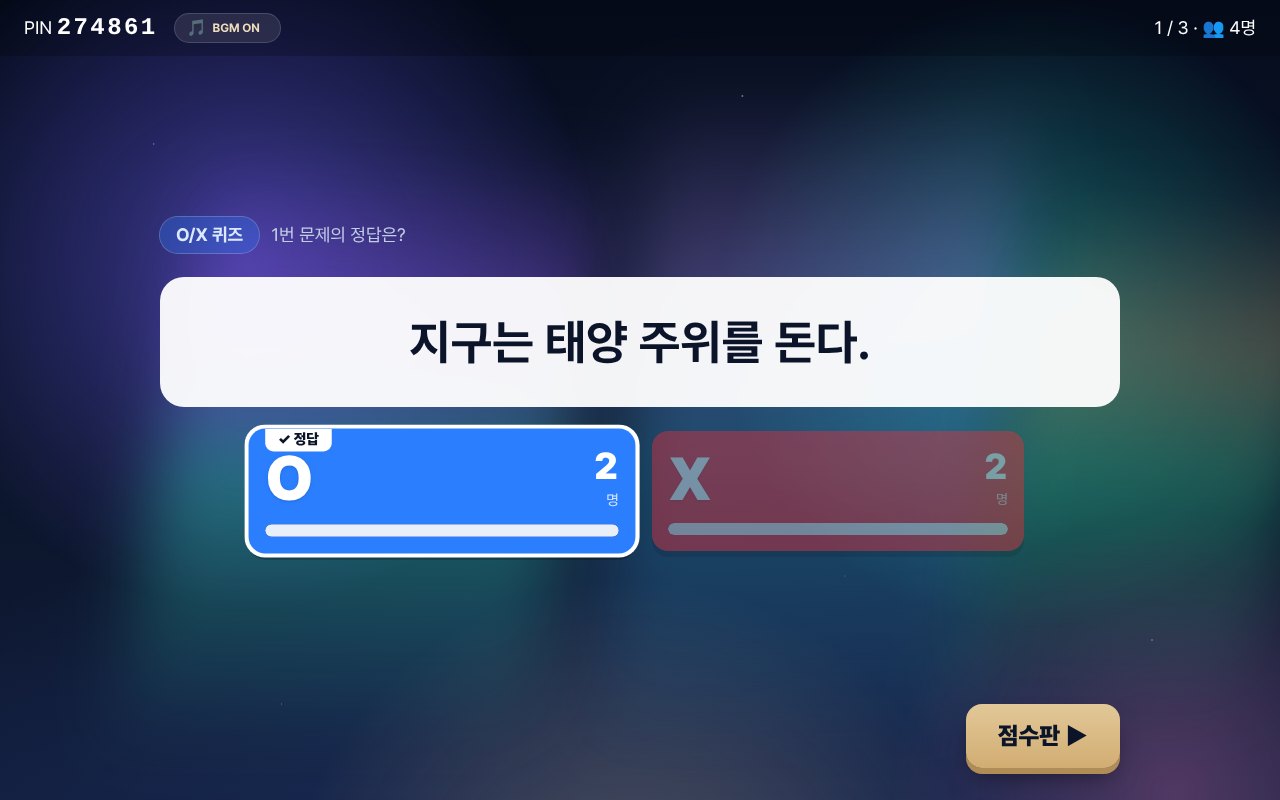 PIN 274861
🎵 BGM ON
1 / 3 · 👥 4명
O/X 퀴즈
1번 문제의 정답은?
지구는 태양 주위를 돈다.
✓ 정답
O
2
명
X
2
명
점수판 ▶